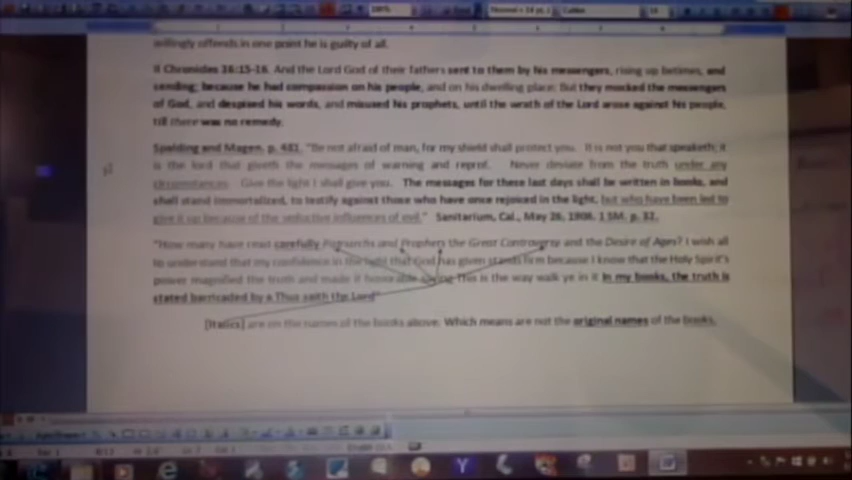 willingly offends in one point he is guilty of all.
II Chronicles 36:15-16. And the Lord God of their fathers sent to them by his messengers, rising up betimes, and
sending; because he had compassion on his people, and on his dwelling place: But they mocked the messengers
of God, and despised his words, and misused his prophets, until the wrath of the Lord arose against his people,
till there was no remedy.
Spalding and Magan, p. 481. "Be not afraid of man, for my shield shall protect you. It is not you that speaketh; it
is the lord that giveth the messages of warning and reprof. Never deviate from the truth under any
circumstances. Give the light I shall give you. The messages for these last days shall be written in books, and
shall stand immortalized, to testify against those who have once rejoiced in the light, but who have been led to
give it up because of the seductive influences of evil." Sanitarium, Cal., May 26, 1906. 1 SM. p. 32.
"How many have read carefully Patriarchs and Prophets the Great Controversy and the Desire of Ages? I wish all
to understand that my confidence in the light that God has given stands firm because I know that the Holy Spirit's
power magnified the truth and made it honorable saying This is the way walk ye in it In my books, the truth is
stated barricaded by a Thus saith the Lord"
[Italics] are on the names of the books above. Which means are not the original names of the books.